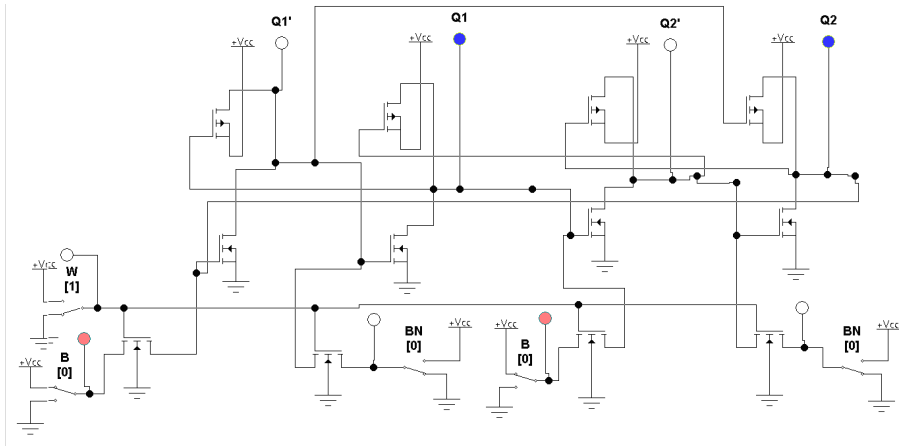 Q1' Q1 Q2' Q2
+Vcc +Vcc +Vcc +Vcc
+Vcc W
[1]
+Vcc B
[0]
BN
[0]
+Vcc
+Vcc B
[0]
BN
[0]
+Vcc